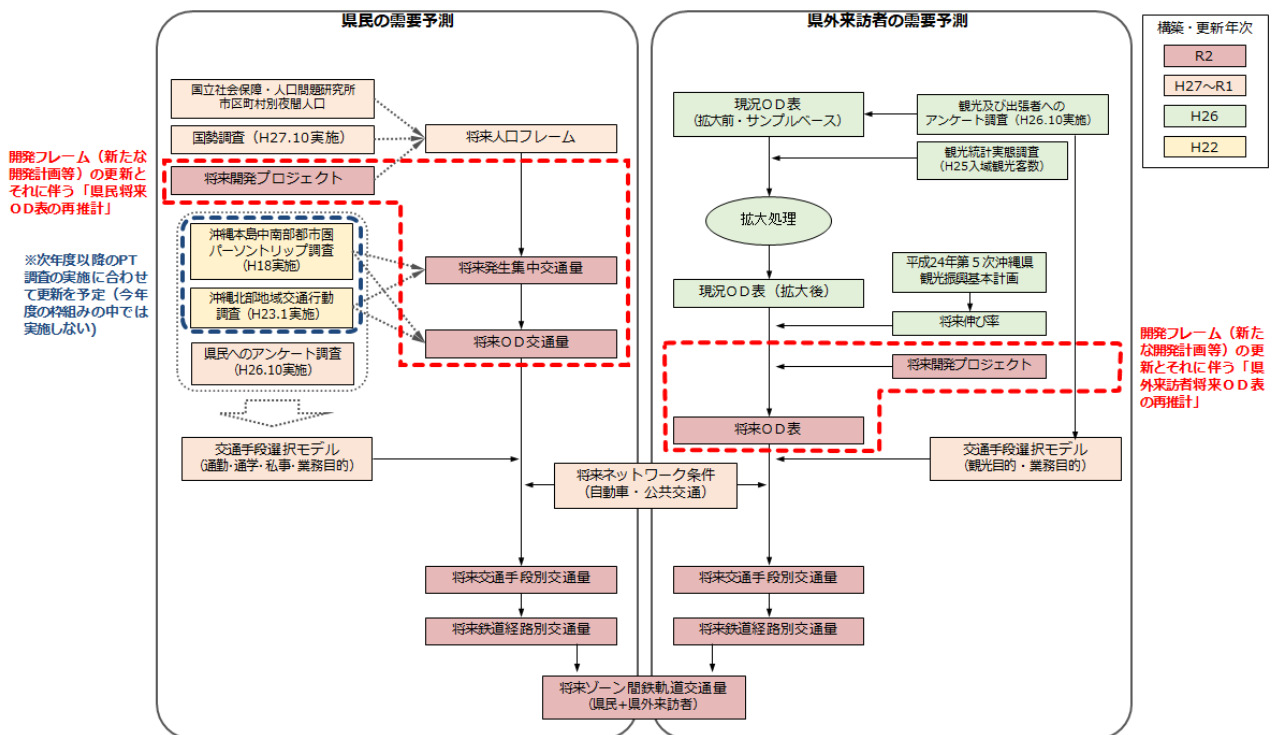 県民の需要予測
国立社会保障・人口問題研究所
市区町村別夜間人口
国勢調査（H27.10実施）
将来人口フレーム
将来開発プロジェクト
開発フレーム（新たな
開発計画等）の更新と
それに伴う「県民将来
ＯＤ表の再推計」
沖縄本島中南部都市圏
パーソントリップ調査
(H18実施)
沖縄北部地域交通行動
調査（H23.1実施）
※次年度以降のPT
調査の実施に合わせ
て更新を予定（今年
度の枠組みの中では
実施しない)
県民へのアンケート調査
（H26.10実施）
将来発生集中交通量
将来ＯＤ交通量
交通手段選択モデル
（通勤･通学･私事･業務目的）
将来ネットワーク条件
（自動車・公共交通）
将来交通手段別交通量
将来鉄道経路別交通量
将来ゾーン間鉄軌道交通量
（県民+県外来訪者）
県外来訪者の需要予測
現況ＯＤ表
（拡大前・サンプルベース）
観光及び出張者への
アンケート調査（H26.10実施）
観光統計実態調査
（H25入域観光客数）
拡大処理
現況ＯＤ表（拡大後）
平成24年第５次沖縄県
観光振興基本計画
将来伸び率
将来開発プロジェクト
開発フレーム（新た
な開発計画等）の更
新とそれに伴う「県
外来訪者将来ＯＤ表
の再推計」
将来ＯＤ表
交通手段選択モデル
（観光目的・業務目的）
将来交通手段別交通量
将来鉄道経路別交通量
構築・更新年次
R2
H27～R1
H26
H22